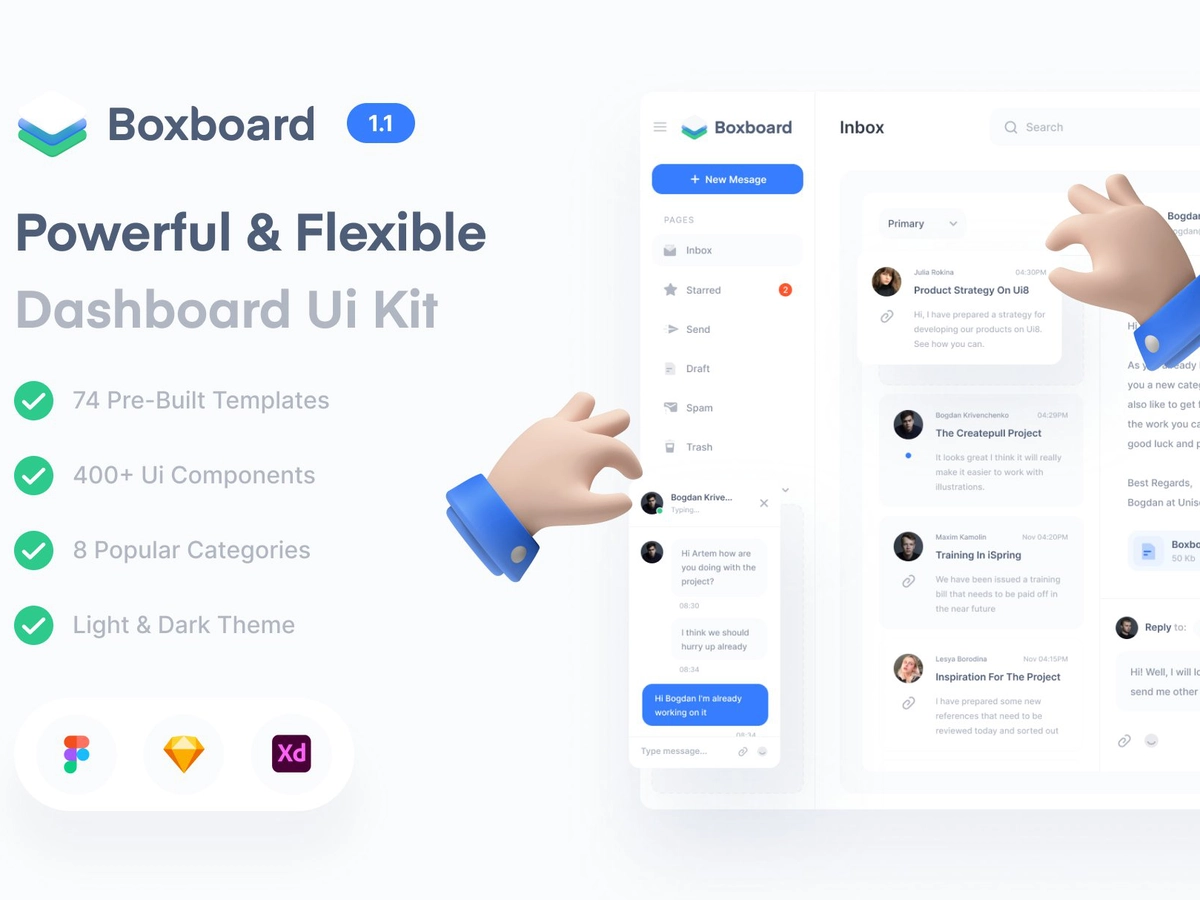 Boxboard
1.1
Powerful & Flexible
Dashboard Ui Kit
74 Pre-Built Templates
400+ Ui Components
8 Popular Categories
Light & Dark Theme
Xd
Boxboard
New Mesage
PAGES
Inbox
Starred
2
Send
Draft
Spam
Trash
Bogdan Krive...
Typing...
Hi Artem how are
you doing with the
project?
08:30
I think we should
hurry up already
08:34
Hi Bogdan I'm already
working on it
08:34
Type message...
Inbox
Search
Primary
Julia Rokina
04:30PM
Product Strategy On Ui8
Hi, I have prepared a strategy for
developing our products on Ui8.
See how you can.
Bogdan Krivenchenko
04:29PM
The Createpull Project
It looks great I think it will really
make it easier to work with
illustrations.
Maxim Kamolin
Nov 04:20PM
Training In iSpring
We have been issued a training
bill that needs to be paid off in
the near future
Lesya Borodina
Nov 04:15PM
Inspiration For The Project
I have prepared some new
references that need to be
reviewed today and sorted out
Hi
As
you a new
also like to get
the work you
good luck and
Best Regards,
Bogdan at
50 Kb
Reply to:
Hi! Well, I will
send me other